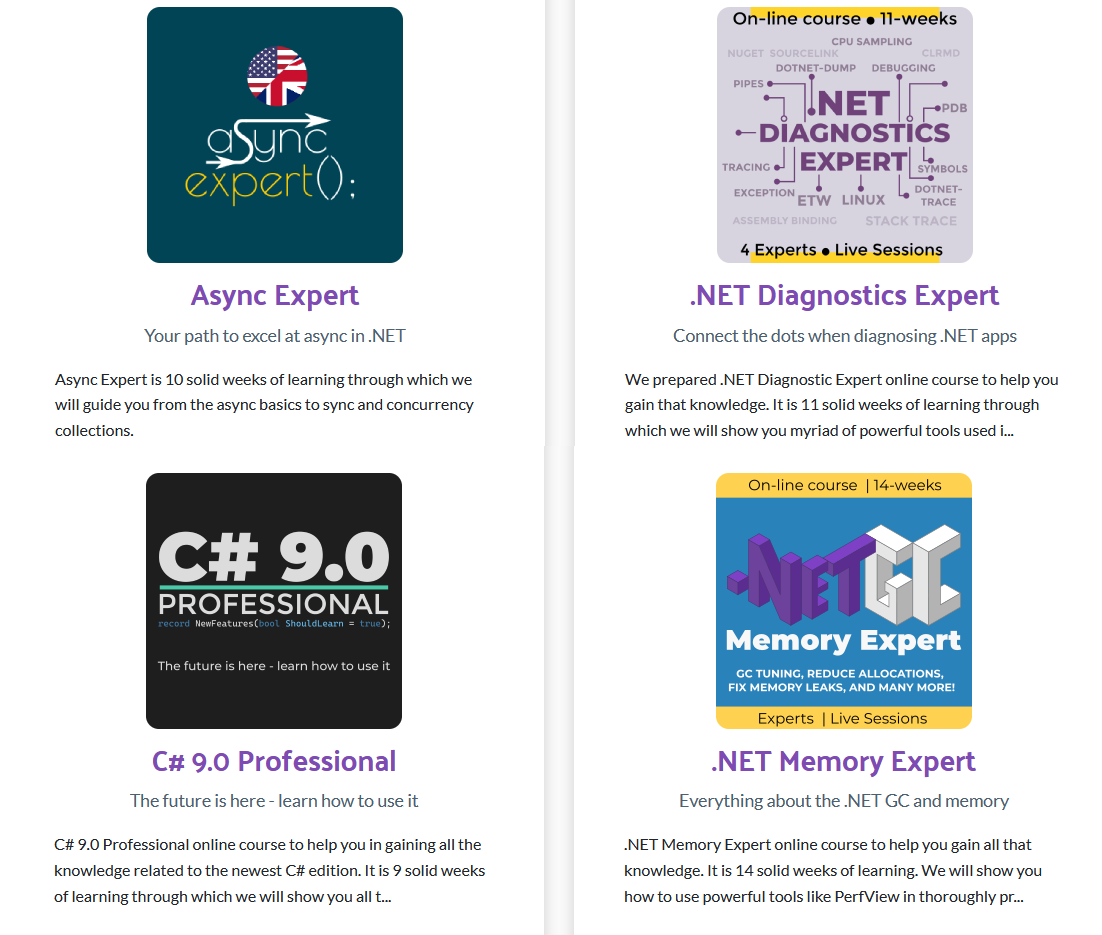 async
expert();
Async Expert
Your path to excel at async in .NET
Async Expert is 10 solid weeks of learning through which we
will guide you from the async basics to sync and concurrency
collections.
On-line course ● 11-weeks
CPU SAMPLING
NUGET SOURCELINK CLRMD
DOTNET-DUMP DEBUGGING
PIPES
.NET
PDB
DIAGNOSTICS
EXPERT
TRACING
SYMBOLS
EXCEPTION
ETW LINUX
DOTNET-
TRACE
ASSEMBLY BINDING STACK TRACE
4 Experts ● Live Sessions
.NET Diagnostics Expert
Connect the dots when diagnosing .NET apps
We prepared .NET Diagnostic Expert online course to help you
gain that knowledge. It is 11 solid weeks of learning through
which we will show you myriad of powerful tools used i...
C# 9.0
PROFESSIONAL
record NewFeatures(bool ShouldLearn = true);
The future is here - learn how to use it
C# 9.0 Professional
The future is here - learn how to use it
C# 9.0 Professional online course to help you in gaining all the
knowledge related to the newest C# edition. It is 9 solid weeks
of learning through which we will show you all t...
On-line course | 14-weeks
.NETGC
Memory Expert
GC TUNING, REDUCE ALLOCATIONS,
FIX MEMORY LEAKS, AND MANY MORE!
Experts | Live Sessions
.NET Memory Expert
Everything about the .NET GC and memory
.NET Memory Expert online course to help you gain all that
knowledge. It is 14 solid weeks of learning. We will show you
how to use powerful tools like PerfView in thoroughly pr...